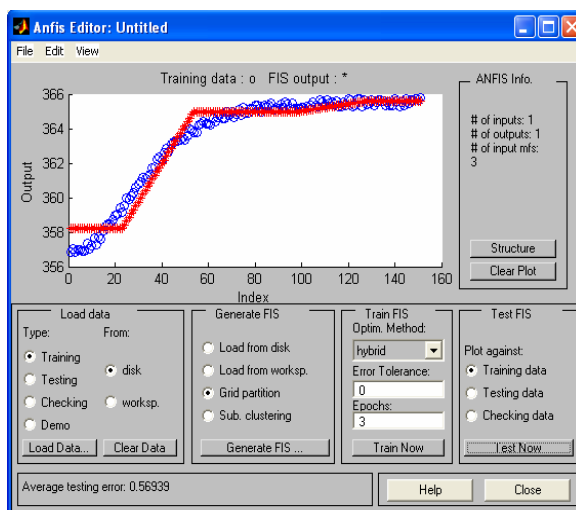 Anfis Editor: Untitled
File Edit View
Training data : o FIS output : *
366
364
362
360
358
356
Output
0 20 40 60 80 100 120 140 160
Index
ANFIS Info.
# of inputs: 1
# of outputs: 1
# of input mfs:
3
Structure
Clear Plot
Load data
Type: From:
Training
Testing
Checking
Demo
disk
worksp.
Load Data... Clear Data
Generate FIS
Load from disk
Load from worksp.
Grid partition
Sub. clustering
Generate FIS ...
Train FIS
Optim. Method:
hybrid
Error Tolerance:
0
Epochs:
3
Train Now
Test FIS
Plot against:
Training data
Testing data
Checking data
Test Now
Average testing error: 0.56939
Help Close